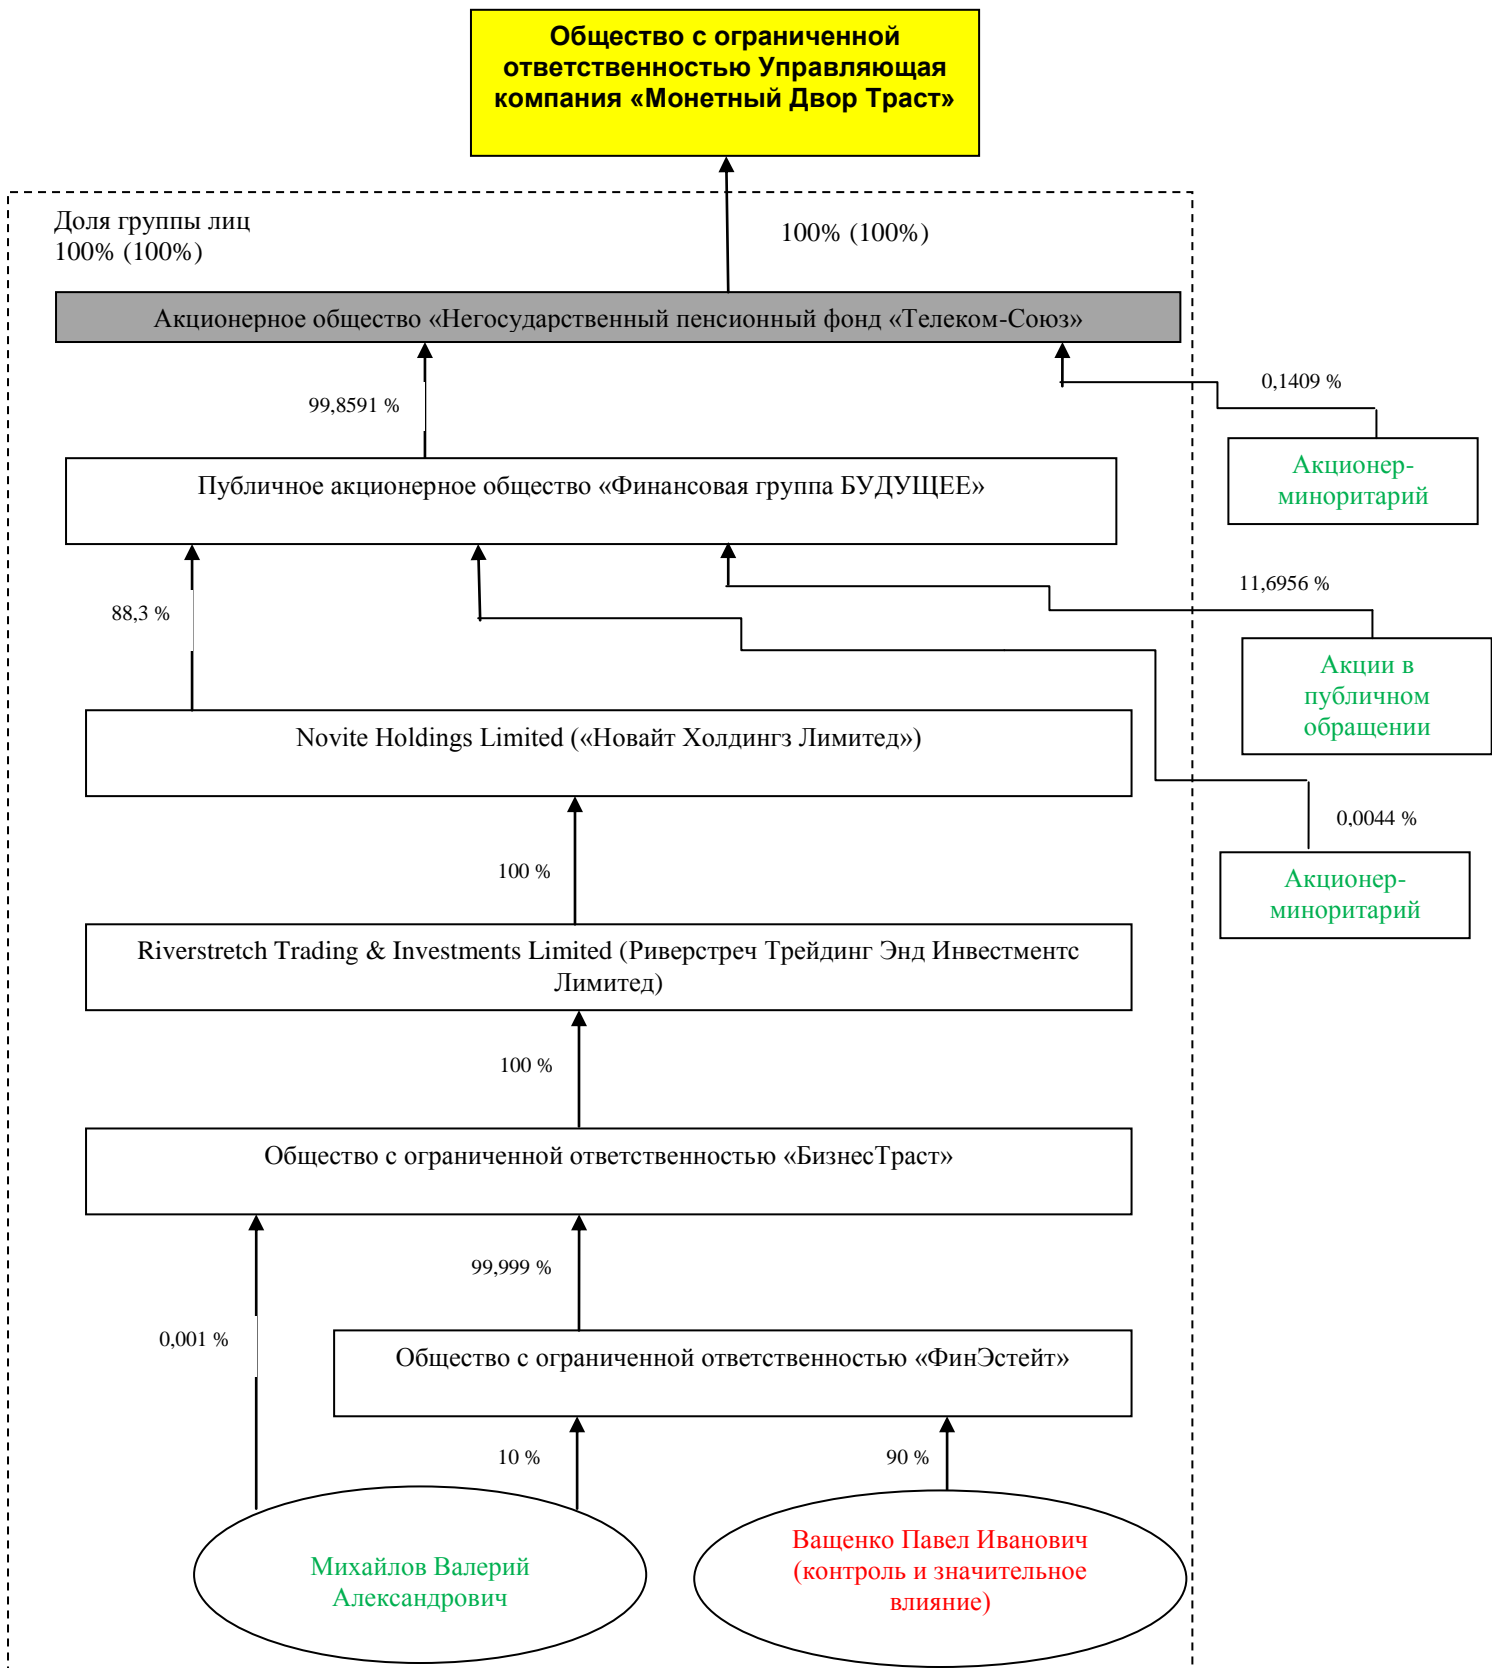 Общество с ограниченной
ответственностью Управляющая
компания «Монетный Двор Траст»
Доля группы лиц
100% (100%)
100% (100%)
Акционерное общество «Негосударственный пенсионный фонд «Телеком-Союз»
99,8591 %
0,1409 %
Акционер-
миноритарий
Публичное акционерное общество «Финансовая группа БУДУЩЕЕ»
88,3 %
11,6956 %
Акции в
публичном
обращении
Novite Holdings Limited («Новайт Холдингз Лимитед»)
0,0044 %
Акционер-
миноритарий
100 %
Riverstretch Trading & Investments Limited (Риверстреч Трейдинг Энд Инвестментс
Лимитед)
100 %
Общество с ограниченной ответственностью «БизнесТраст»
99,999 %
0,001 %
Общество с ограниченной ответственностью «ФинЭстейт»
10 %
90 %
Михайлов Валерий
Александрович
Ващенко Павел Иванович
(контроль и значительное
влияние)